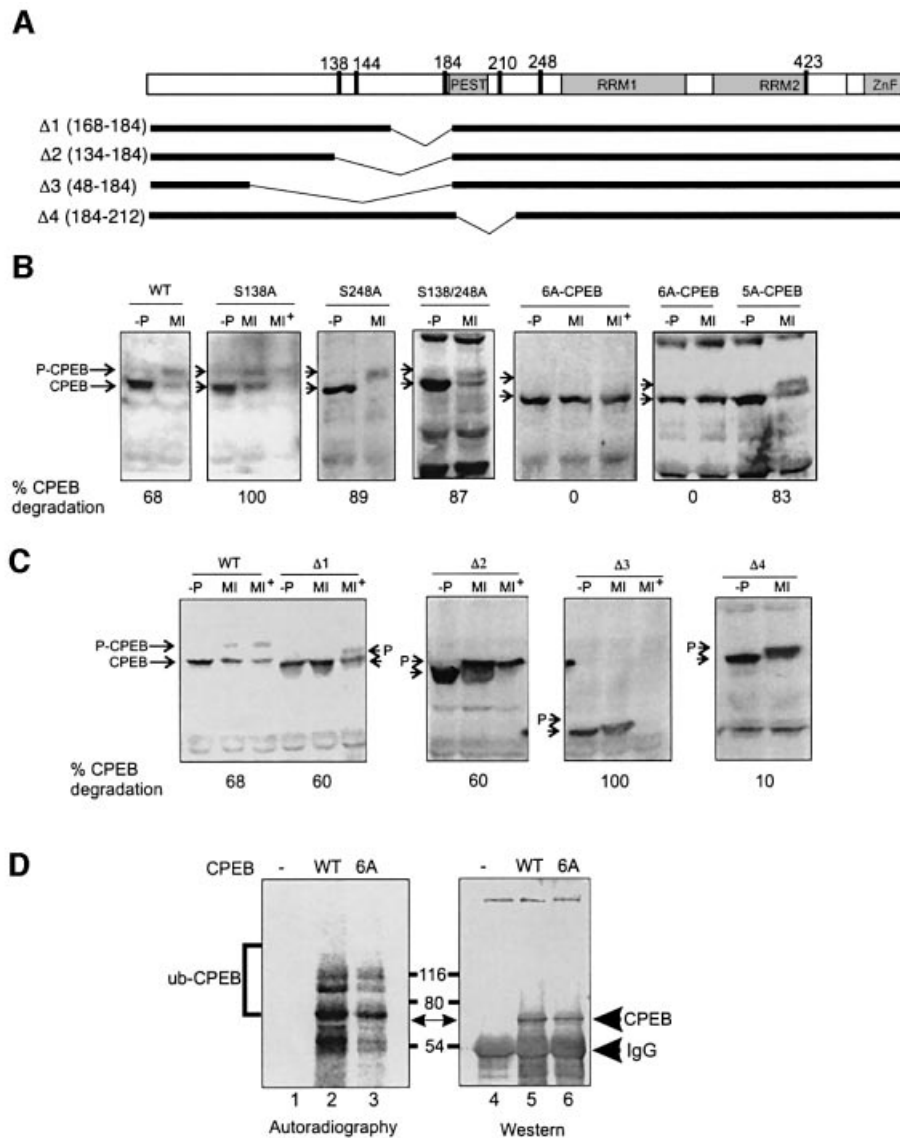 A
138 144 184 210 248 423
PEST RRM1 RRM2 ZnF
Δ1 (168-184)
Δ2 (134-184)
Δ3 (48-184)
Δ4 (184-212)
B
WT S138A S248A S138/248A 6A-CPEB 6A-CPEB 5A-CPEB
-P MI -P MI MI+ -P MI -P MI -P MI MI+ -P MI -P MI
P-CPEB
CPEB
% CPEB
degradation
68 100 89 87 0 0 83
C
WT Δ1 Δ2 Δ3 Δ4
-P MI MI+ -P MI MI+ -P MI MI+ -P MI MI+ -P MI
P-CPEB P P P P
CPEB
% CPEB
degradation
68 60 60 100 10
D
CPEB - WT 6A - WT 6A
ub-CPEB
116
80
54
CPEB
IgG
1 2 3 4 5 6
Autoradiography Western